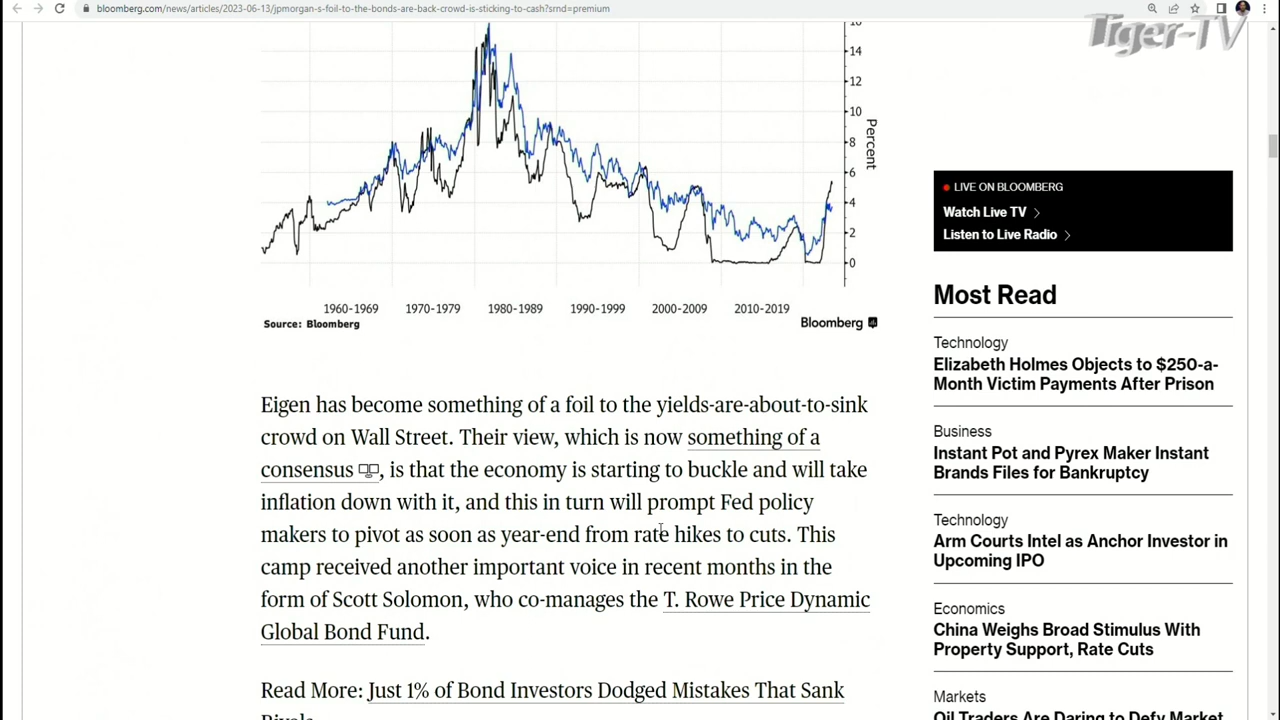 bloomberg.com/news/articles/2023-06-13/jpmorgan-s-foil-to-the-bonds-are-back-crowd-is-sticking-to-cash?srnd=premium
Tiger-TV
14
12
10
8
6
4
2
0
Percent
1960-1969 1970-1979 1980-1989 1990-1999 2000-2009 2010-2019
Source: Bloomberg
Bloomberg
Eigen has become something of a foil to the yields-are-about-to-sink
crowd on Wall Street. Their view, which is now something of a
consensus , is that the economy is starting to buckle and will take
inflation down with it, and this in turn will prompt Fed policy
makers to pivot as soon as year-end from rate hikes to cuts. This
camp received another important voice in recent months in the
form of Scott Solomon, who co-manages the T. Rowe Price Dynamic
Global Bond Fund.
Read More: Just 1% of Bond Investors Dodged Mistakes That Sank
LIVE ON BLOOMBERG
Watch Live TV
Listen to Live Radio
Most Read
Technology
Elizabeth Holmes Objects to $250-a-
Month Victim Payments After Prison
Business
Instant Pot and Pyrex Maker Instant
Brands Files for Bankruptcy
Technology
Arm Courts Intel as Anchor Investor in
Upcoming IPO
Economics
China Weighs Broad Stimulus With
Property Support, Rate Cuts
Markets
Oil Traders Are Daring to Defy Market